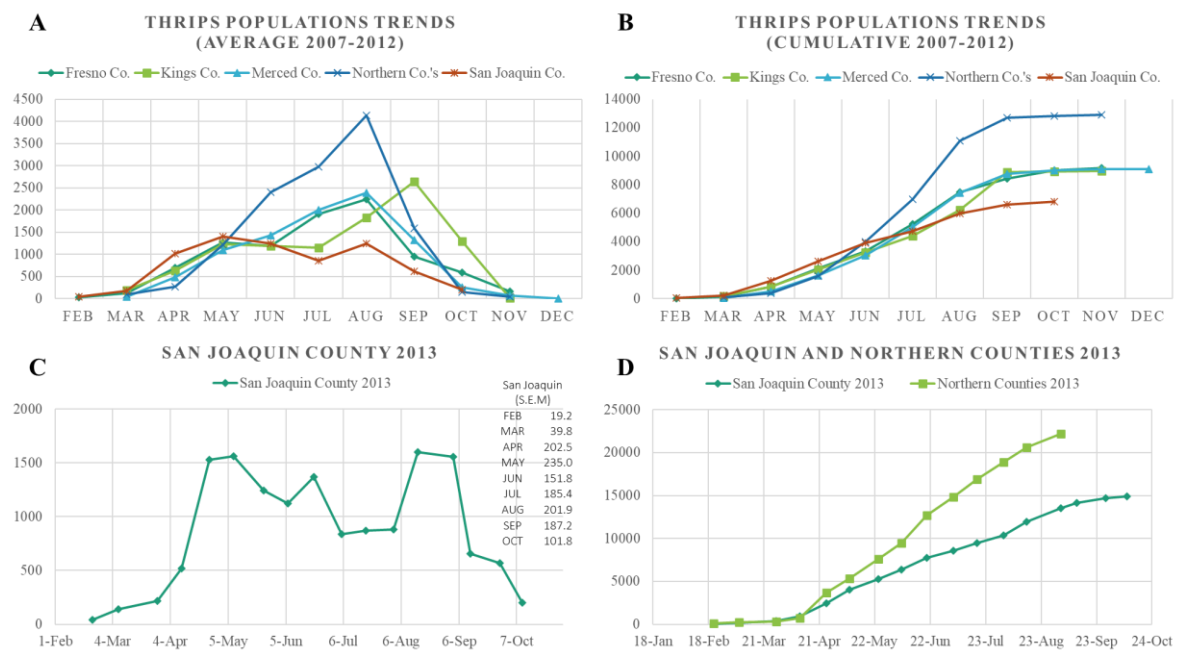 A
THRIPS POPULATIONS TRENDS
(AVERAGE 2007-2012)
Fresno Co. Kings Co. Merced Co. Northern Co.'s San Joaquin Co.
4500
4000
3500
3000
2500
2000
1500
1000
500
0
FEB MAR APR MAY JUN JUL AUG SEP OCT NOV DEC
B
THRIPS POPULATIONS TRENDS
(CUMULATIVE 2007-2012)
Fresno Co. Kings Co. Merced Co. Northern Co.'s San Joaquin Co.
14000
12000
10000
8000
6000
4000
2000
0
FEB MAR APR MAY JUN JUL AUG SEP OCT NOV DEC
C
SAN JOAQUIN COUNTY 2013
San Joaquin County 2013
San Joaquin
(S.E.M)
FEB 19.2
MAR 39.8
APR 202.5
MAY 235.0
JUN 151.8
JUL 185.4
AUG 201.9
SEP 187.2
OCT 101.8
2000
1500
1000
500
0
1-Feb 4-Mar 4-Apr 5-May 5-Jun 6-Jul 6-Aug 6-Sep 7-Oct
D
SAN JOAQUIN AND NORTHERN COUNTIES 2013
San Joaquin County 2013 Northern Counties 2013
25000
20000
15000
10000
5000
0
18-Jan 18-Feb 21-Mar 21-Apr 22-May 22-Jun 23-Jul 23-Aug 23-Sep 24-Oct